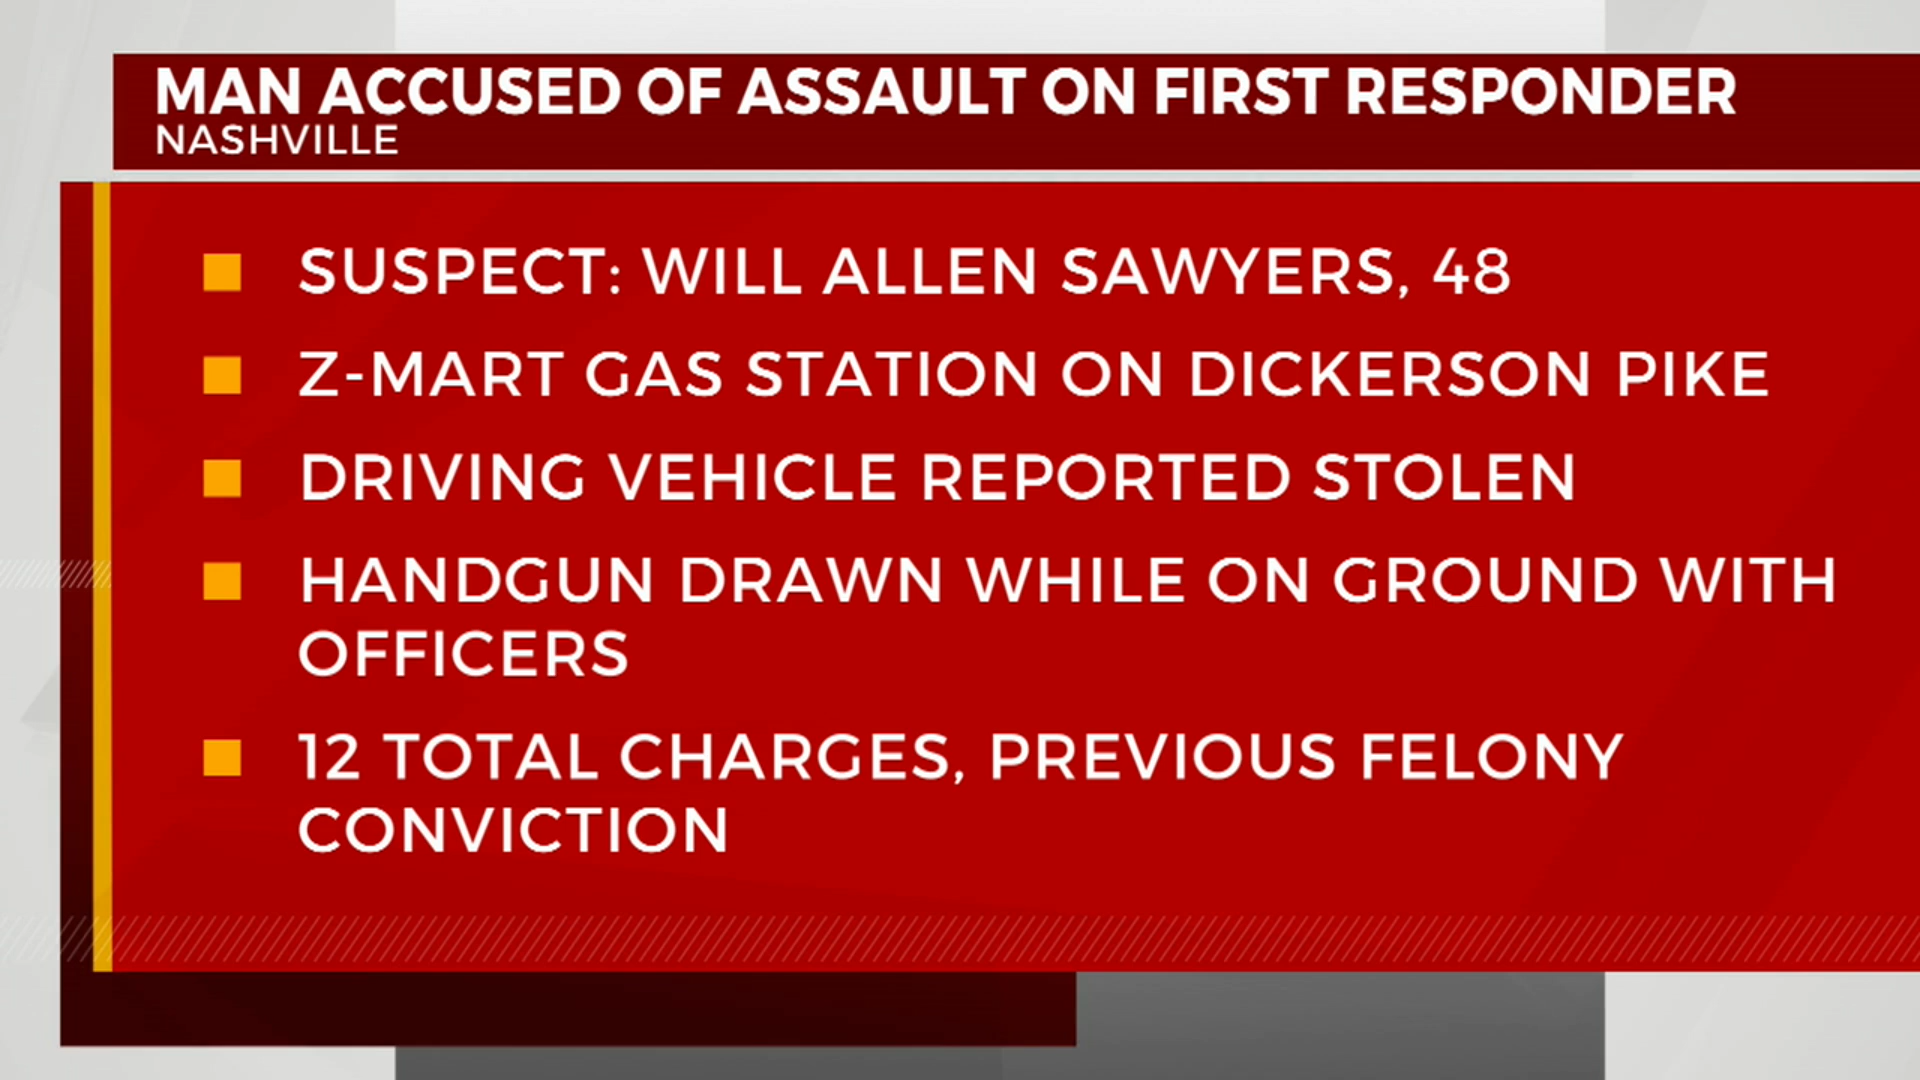 MAN ACCUSED OF ASSAULT ON FIRST RESPONDER
NASHVILLE
SUSPECT: WILL ALLEN SAWYERS, 48
Z-MART GAS STATION ON DICKERSON PIKE
DRIVING VEHICLE REPORTED STOLEN
HANDGUN DRAWN WHILE ON GROUND WITH
OFFICERS
12 TOTAL CHARGES, PREVIOUS FELONY
CONVICTION